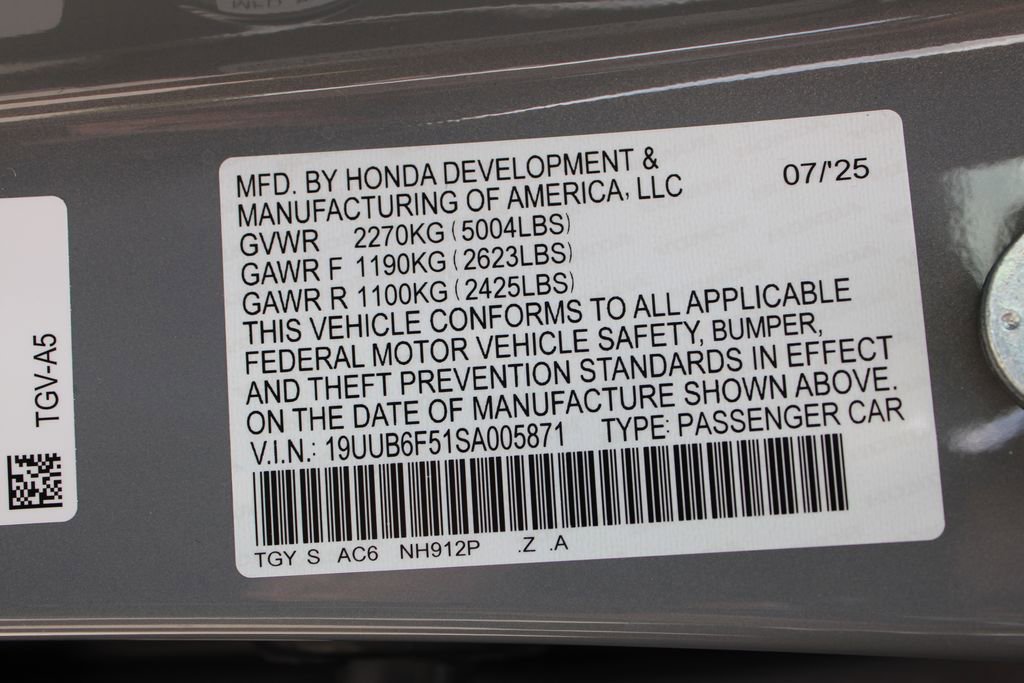 MFD. BY HONDA DEVELOPMENT &
MANUFACTURING OF AMERICA, LLC
07/'25
GVWR 2270KG (5004LBS)
GAWR F 1190KG (2623LBS)
GAWR R 1100KG (2425LBS)
THIS VEHICLE CONFORMS TO ALL APPLICABLE
FEDERAL MOTOR VEHICLE SAFETY, BUMPER,
AND THEFT PREVENTION STANDARDS IN EFFECT
ON THE DATE OF MANUFACTURE SHOWN ABOVE.
V.I.N.: 19UUB6F51SA005871 TYPE: PASSENGER CAR
TGY S AC6 NH912P .Z .A
TGV-A5